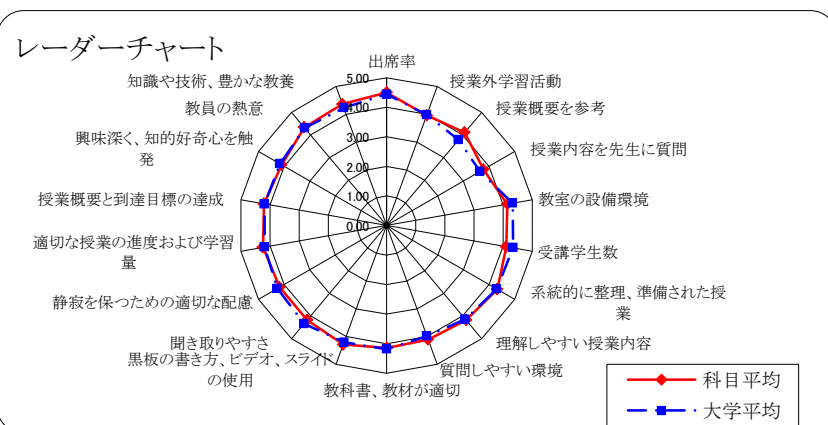 レーダーチャート
出席率
授業外学習活動
授業概要を参考
授業内容を先生に質問
教室の設備環境
受講学生数
系統的に整理、準備された授
業
理解しやすい授業内容
質問しやすい環境
教科書、教材が適切
黒板の書き方、ビデオ、スライド
の使用
聞き取りやすさ
静寂を保つための適切な配慮
適切な授業の進度および学習
量
授業概要と到達目標の達成
興味深く、知的好奇心を触
発
教員の熱意
知識や技術、豊かな教養
5.00
4.00
3.00
2.00
1.00
0.00
科目平均
大学平均